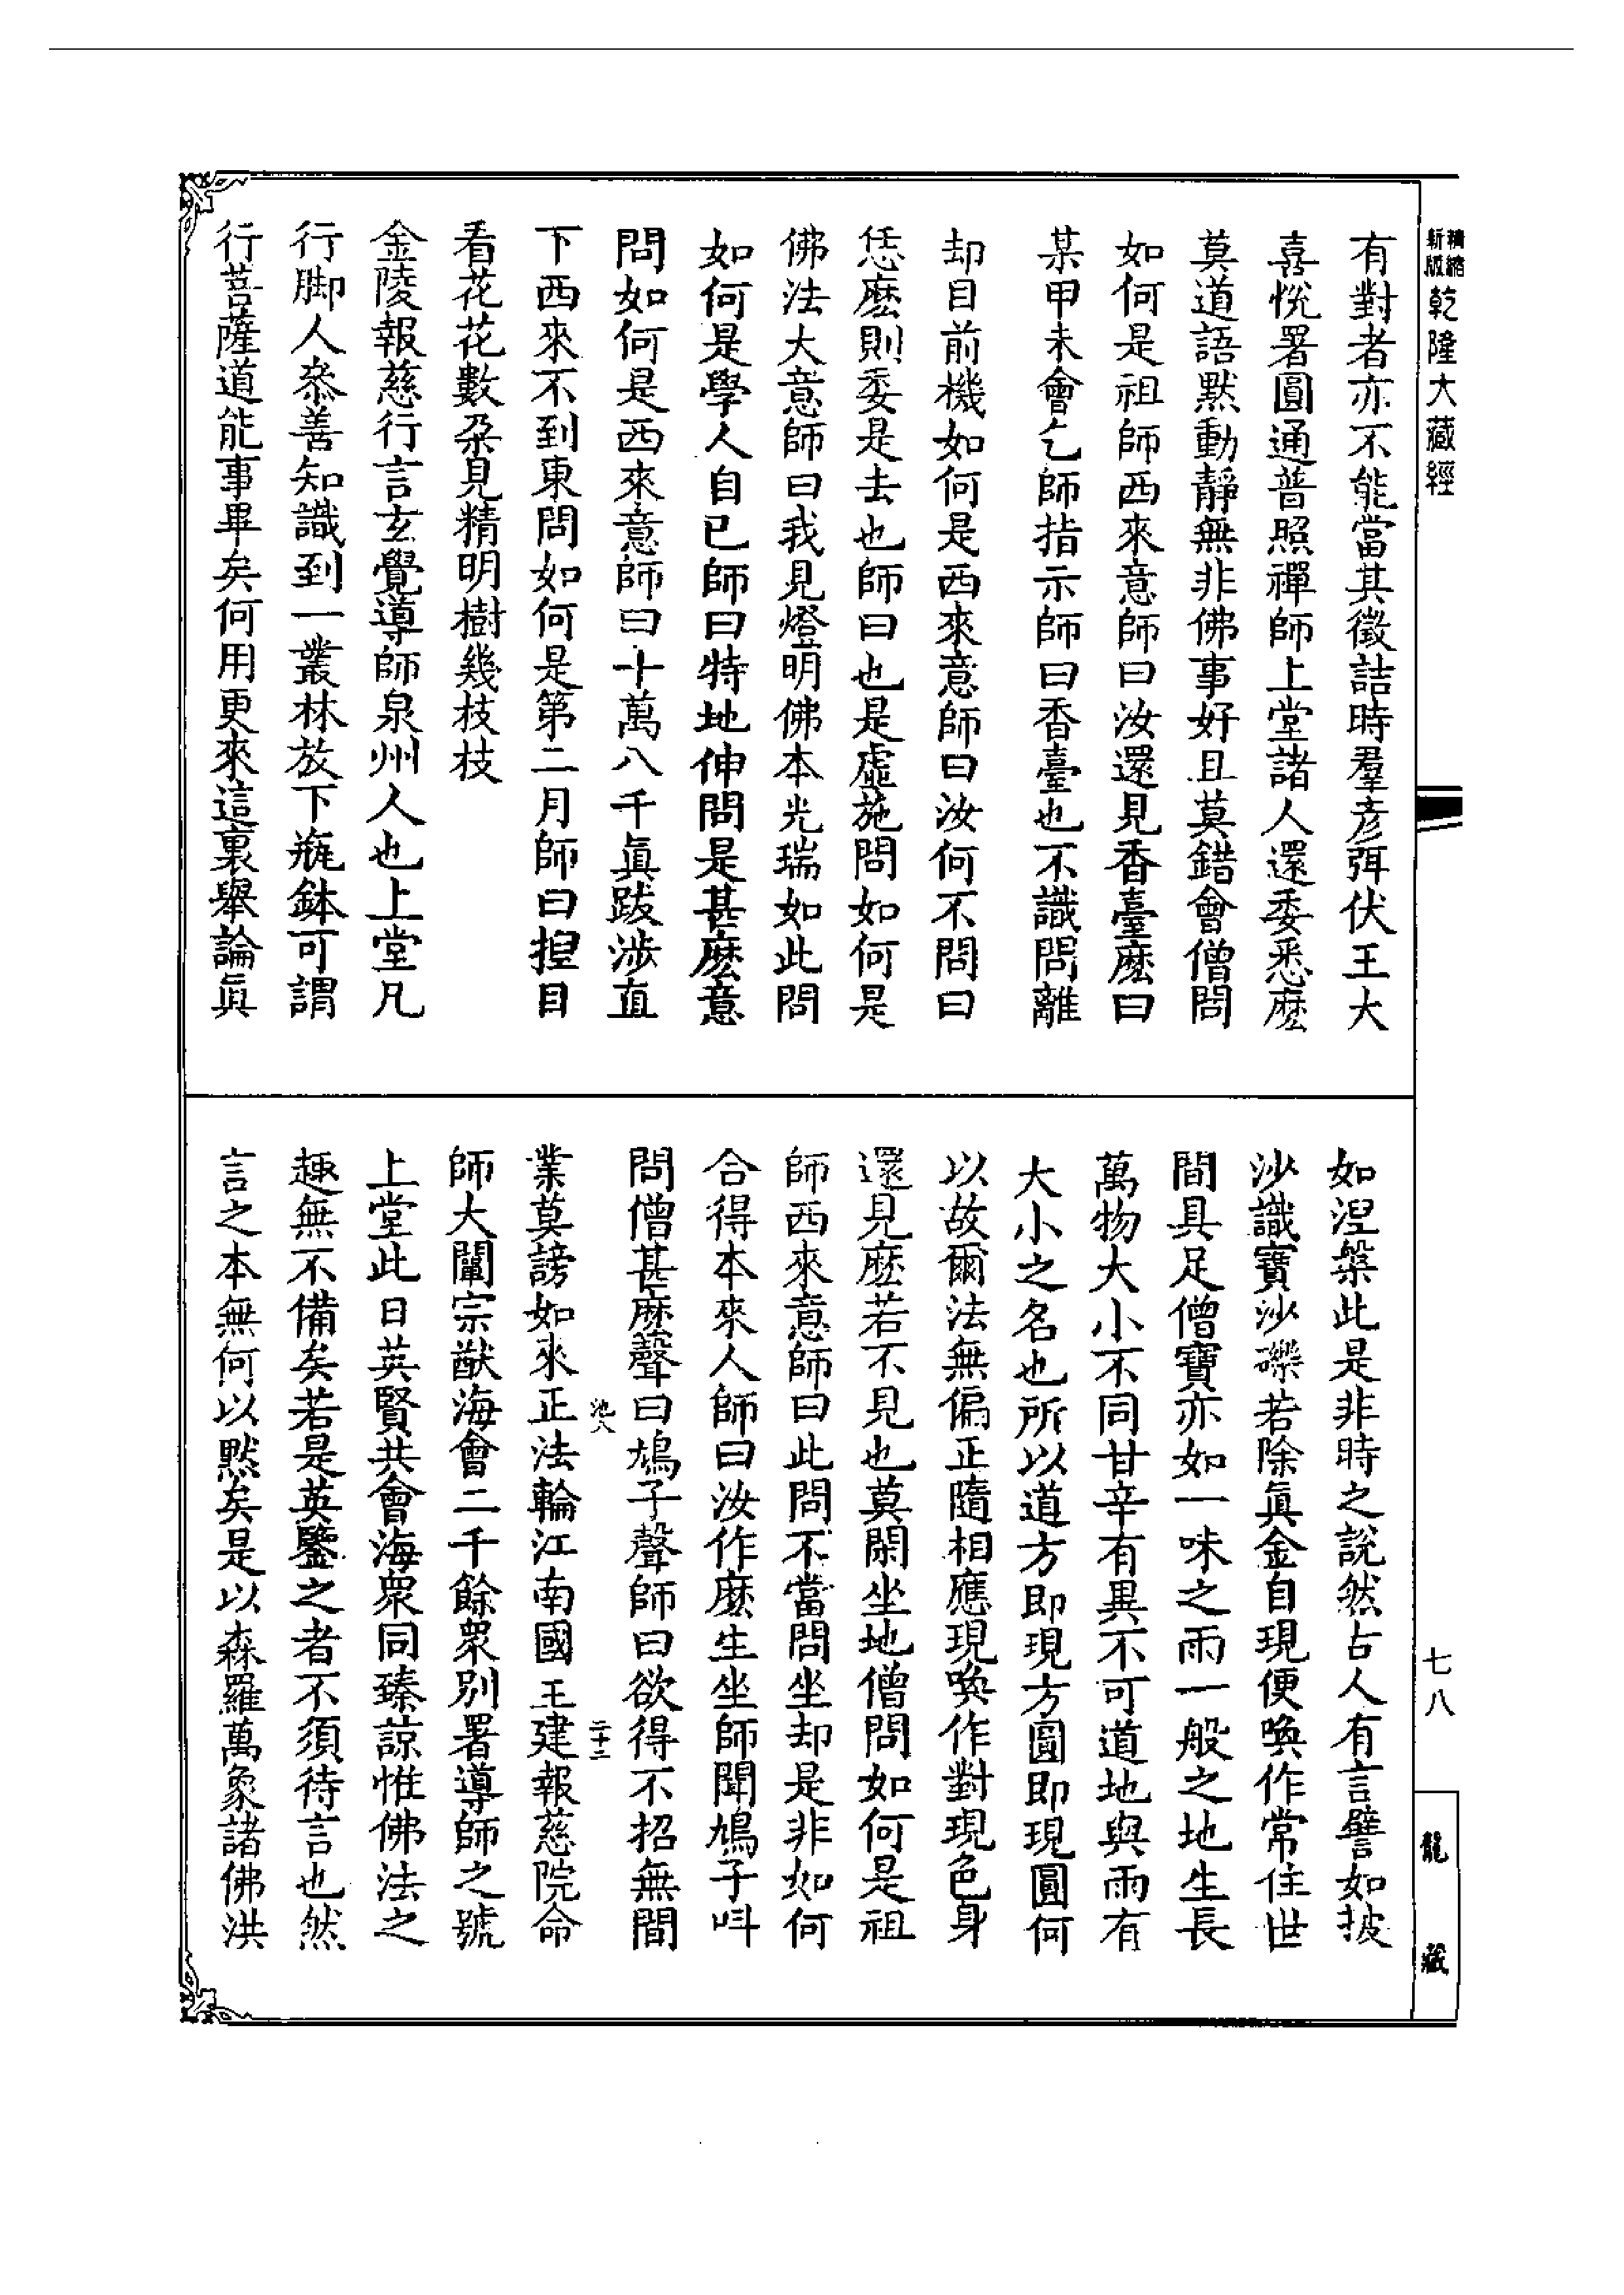 精縮
新版
乾隆大藏經
有對者亦不能當其徵詰時羣彥弭伏王大
喜悅署圓通普照禪師上堂諸人還委悉麽
莫道語默動靜無非佛事好且莫錯會僧問
如何是祖師西來意師曰汝還見香臺麽曰
某甲未會乞師指示師曰香臺也不識問離
却目前機如何是西來意師曰汝何不問曰
恁麽則委是去也師曰也是虛施問如何是
佛法大意師曰我見燈明佛本光瑞如此問
如何是學人自已師曰特地伸問是甚麽意
問如何是西來意師曰十萬八千眞跋涉直
下西來不到東問如何是第二月師曰捏目
看花花數朶見精明樹幾枝枝
金陵報慈行言玄覺導師泉州人也上堂凡
行脚人叅善知識到一叢林放下瓶鉢可謂
行菩薩道能事畢矣何用更來這裏舉論眞
如涅槃此是非時之說然古人有言譬如披
沙識寶沙礫若除眞金自現便喚作常住世
間具足僧寶亦如一味之雨一般之地生長
萬物大小不同甘辛有異不可道地與雨有
大小之名也所以道方即現方圓即現圓何
以故爾法無偏正隨相應現喚作對現色身
還見麽若不見也莫閑坐地僧問如何是祖
師西來意師曰此問不當問坐却是非如何
合得本來人師曰汝作麽生坐師聞鳩子呌
問僧甚麽聲曰鳩子聲師曰欲得不招無間
池八
二十二
業莫謗如來正法輪江南國王建報慈院命
師大闡宗猷海會二千餘衆別署導師之號
上堂此日英賢共會海衆同臻諒惟佛法之
趣無不備矣若是英鑒之者不須待言也然
言之本無何以默矣是以森羅萬象諸佛洪
七八
龍
藏